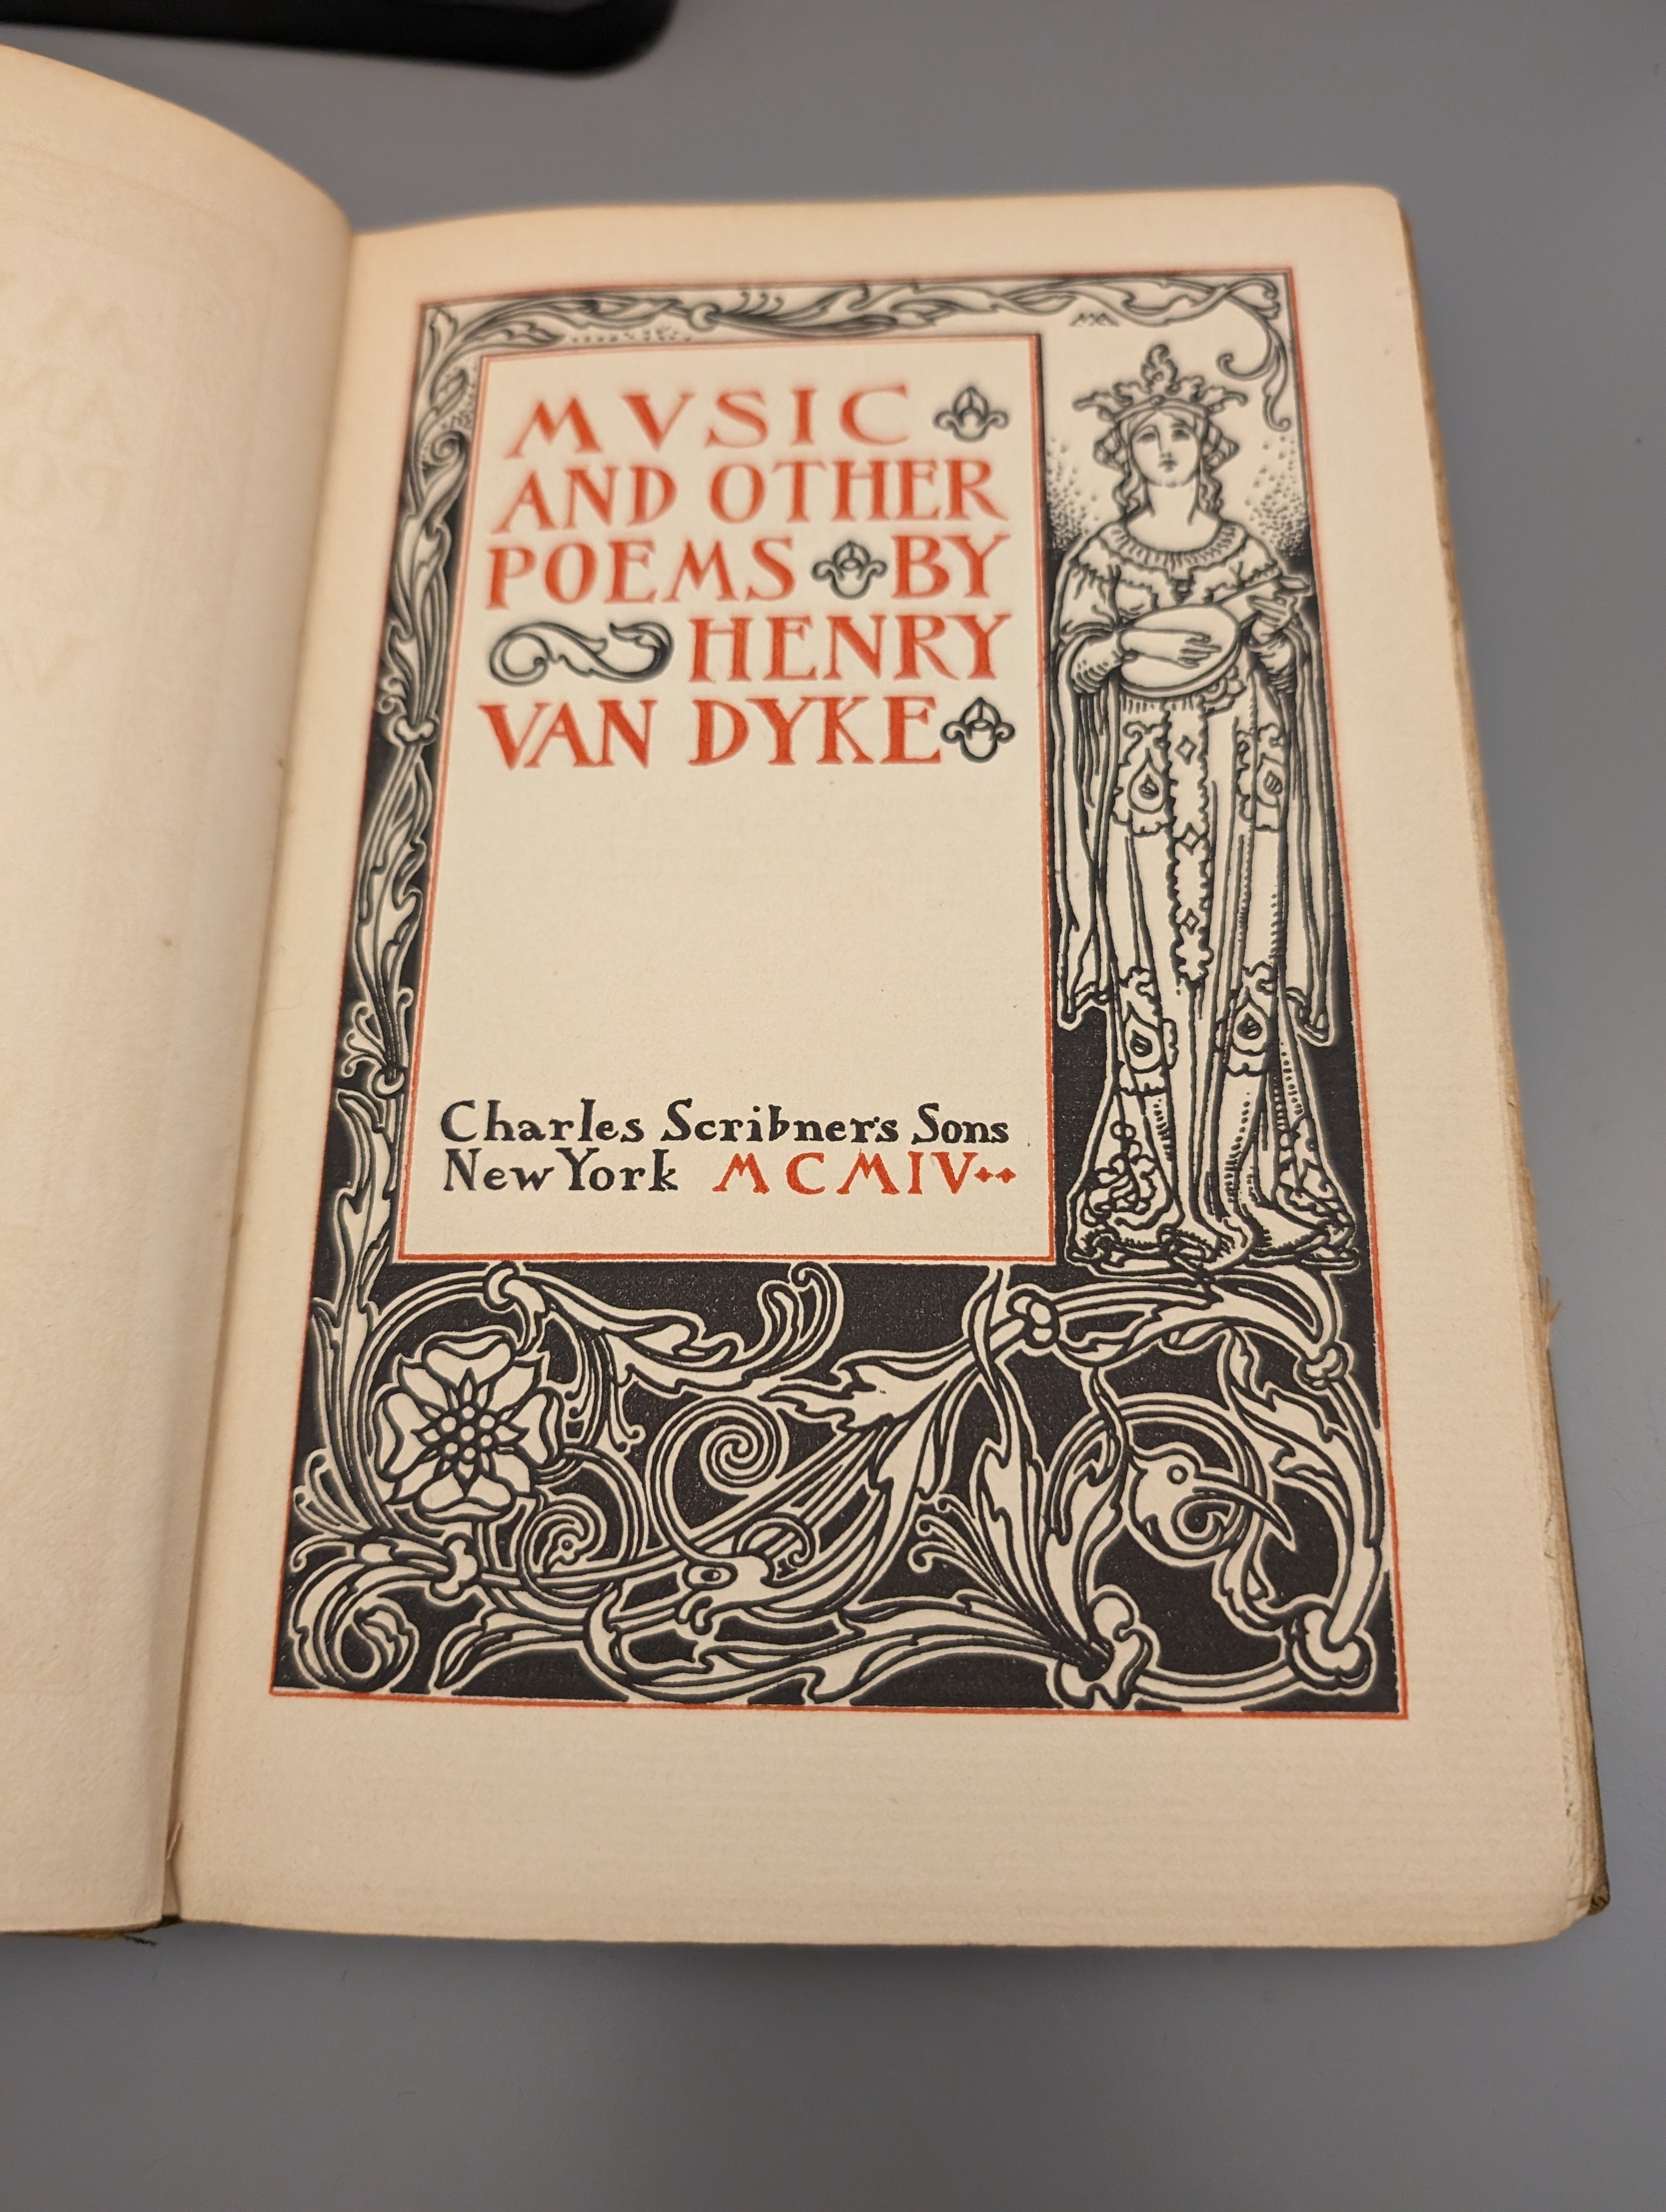 MVSIC
AND OTHER
POEMS BY
HENRY
VAN DYKE
Charles Scribner's Sons
New York MCMIV